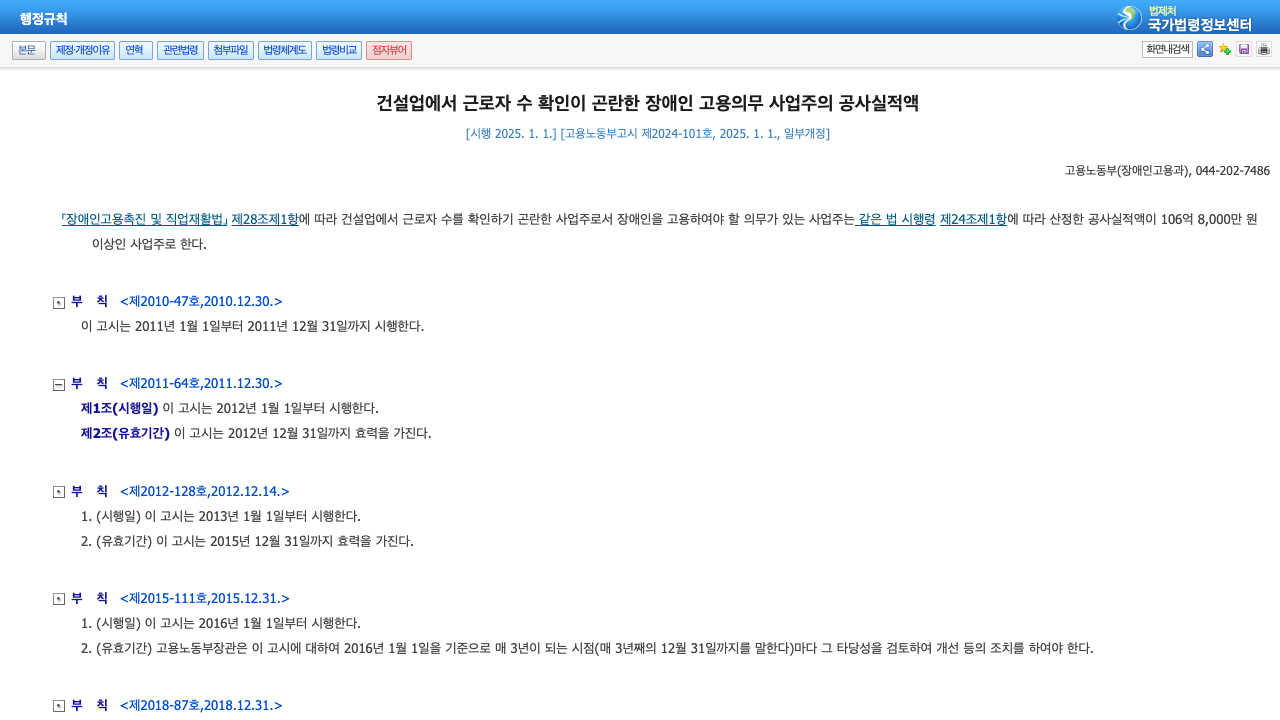 행정규칙
법제처
국가법령정보센터
본문 제정·개정이유 연혁 관련법령 첨부파일 법령체계도 법령비교 점자뷰어 화면내검색
건설업에서 근로자 수 확인이 곤란한 장애인 고용의무 사업주의 공사실적액
[시행 2025. 1. 1.] [고용노동부고시 제2024-101호, 2025. 1. 1., 일부개정]
고용노동부(장애인고용과), 044-202-7486
「장애인고용촉진 및 직업재활법」 제28조제1항에 따라 건설업에서 근로자 수를 확인하기 곤란한 사업주로서 장애인을 고용하여야 할 의무가 있는 사업주는 같은 법 시행령 제24조제1항에 따라 산정한 공사실적액이 106억 8,000만 원
이상인 사업주로 한다.
부 칙 <제2010-47호,2010.12.30.>
이 고시는 2011년 1월 1일부터 2011년 12월 31일까지 시행한다.
부 칙 <제2011-64호,2011.12.30.>
제1조(시행일) 이 고시는 2012년 1월 1일부터 시행한다.
제2조(유효기간) 이 고시는 2012년 12월 31일까지 효력을 가진다.
부 칙 <제2012-128호,2012.12.14.>
1. (시행일) 이 고시는 2013년 1월 1일부터 시행한다.
2. (유효기간) 이 고시는 2015년 12월 31일까지 효력을 가진다.
부 칙 <제2015-111호,2015.12.31.>
1. (시행일) 이 고시는 2016년 1월 1일부터 시행한다.
2. (유효기간) 고용노동부장관은 이 고시에 대하여 2016년 1월 1일을 기준으로 매 3년이 되는 시점(매 3년째의 12월 31일까지를 말한다)마다 그 타당성을 검토하여 개선 등의 조치를 하여야 한다.
부 칙 <제2018-87호,2018.12.31.>